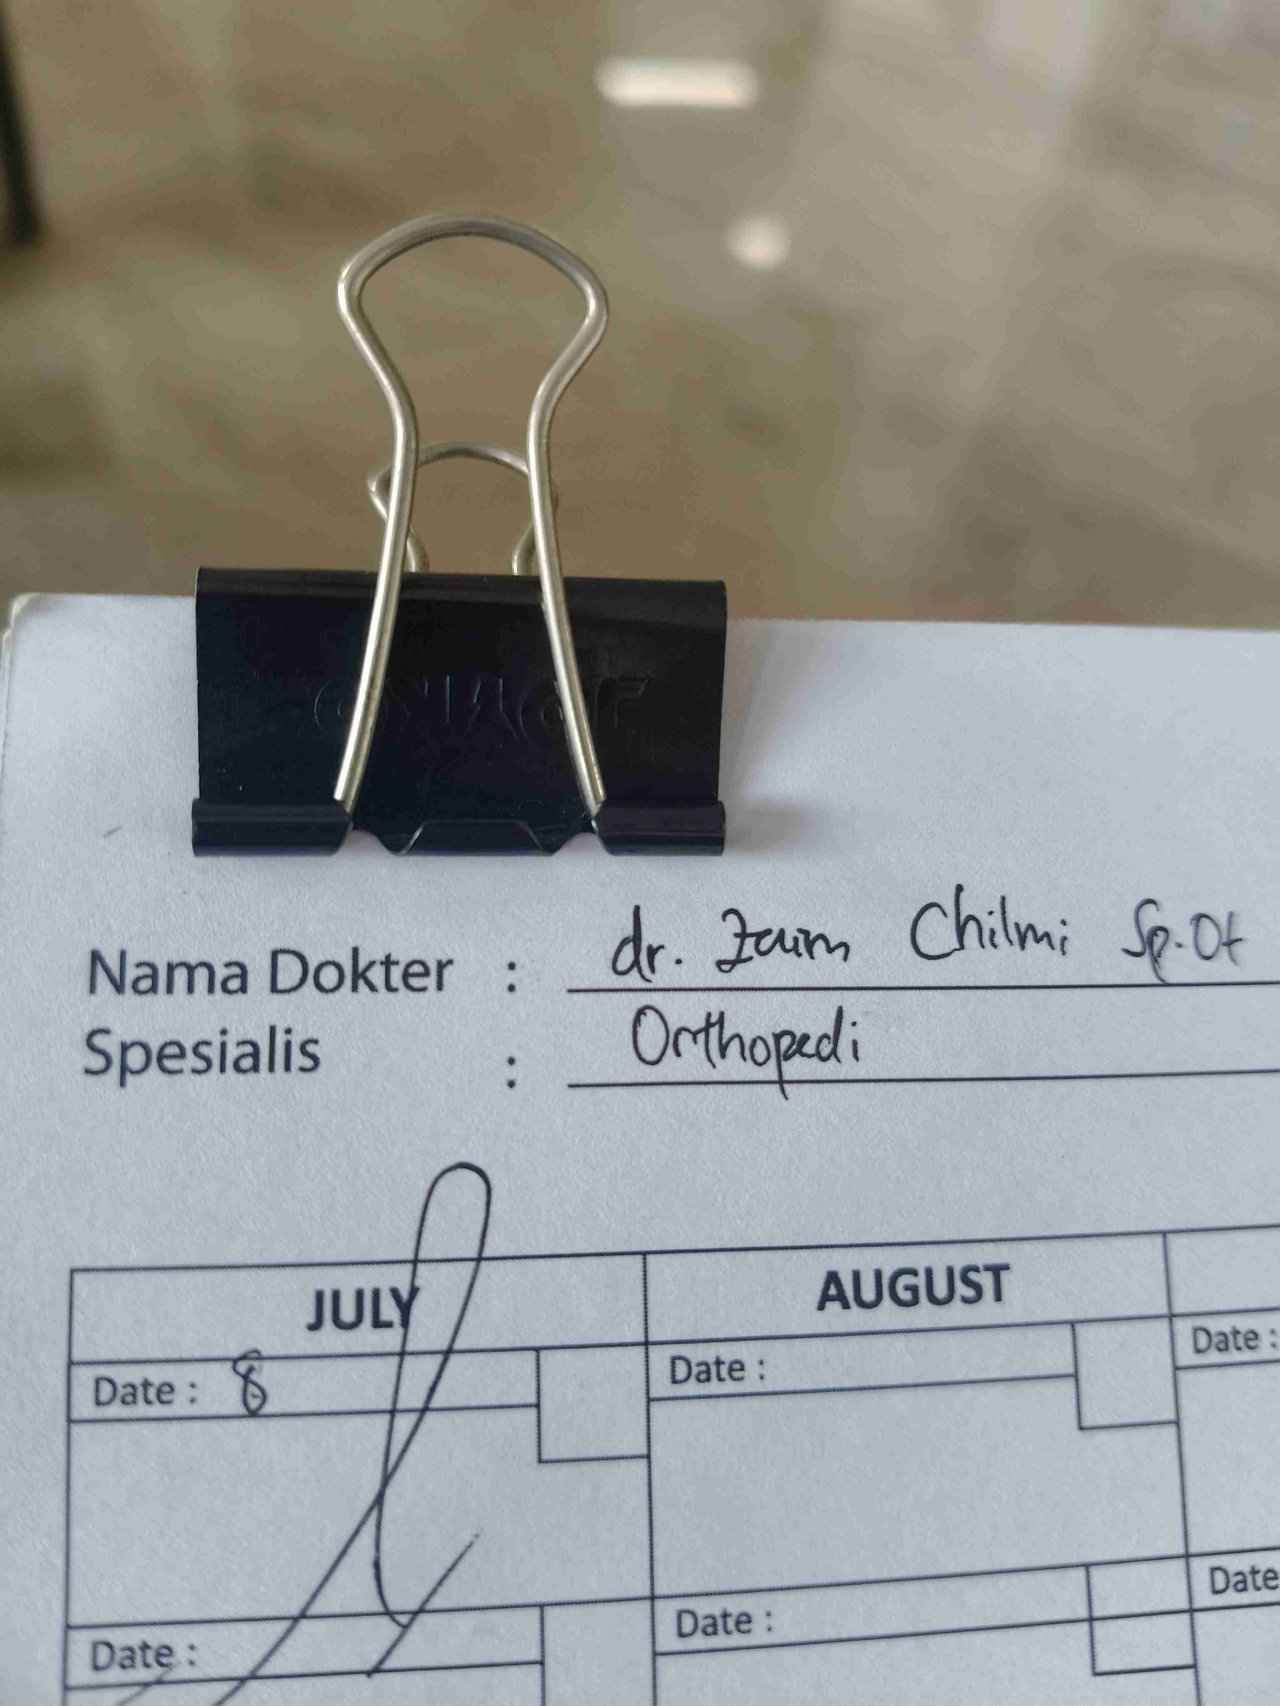 Nama Dokter : dr. Zaim Chilmi Sp.Ot
Spesialis : Orthopedi
JULY AUGUST
Date : 8 Date : Date :
Date : Date : Date